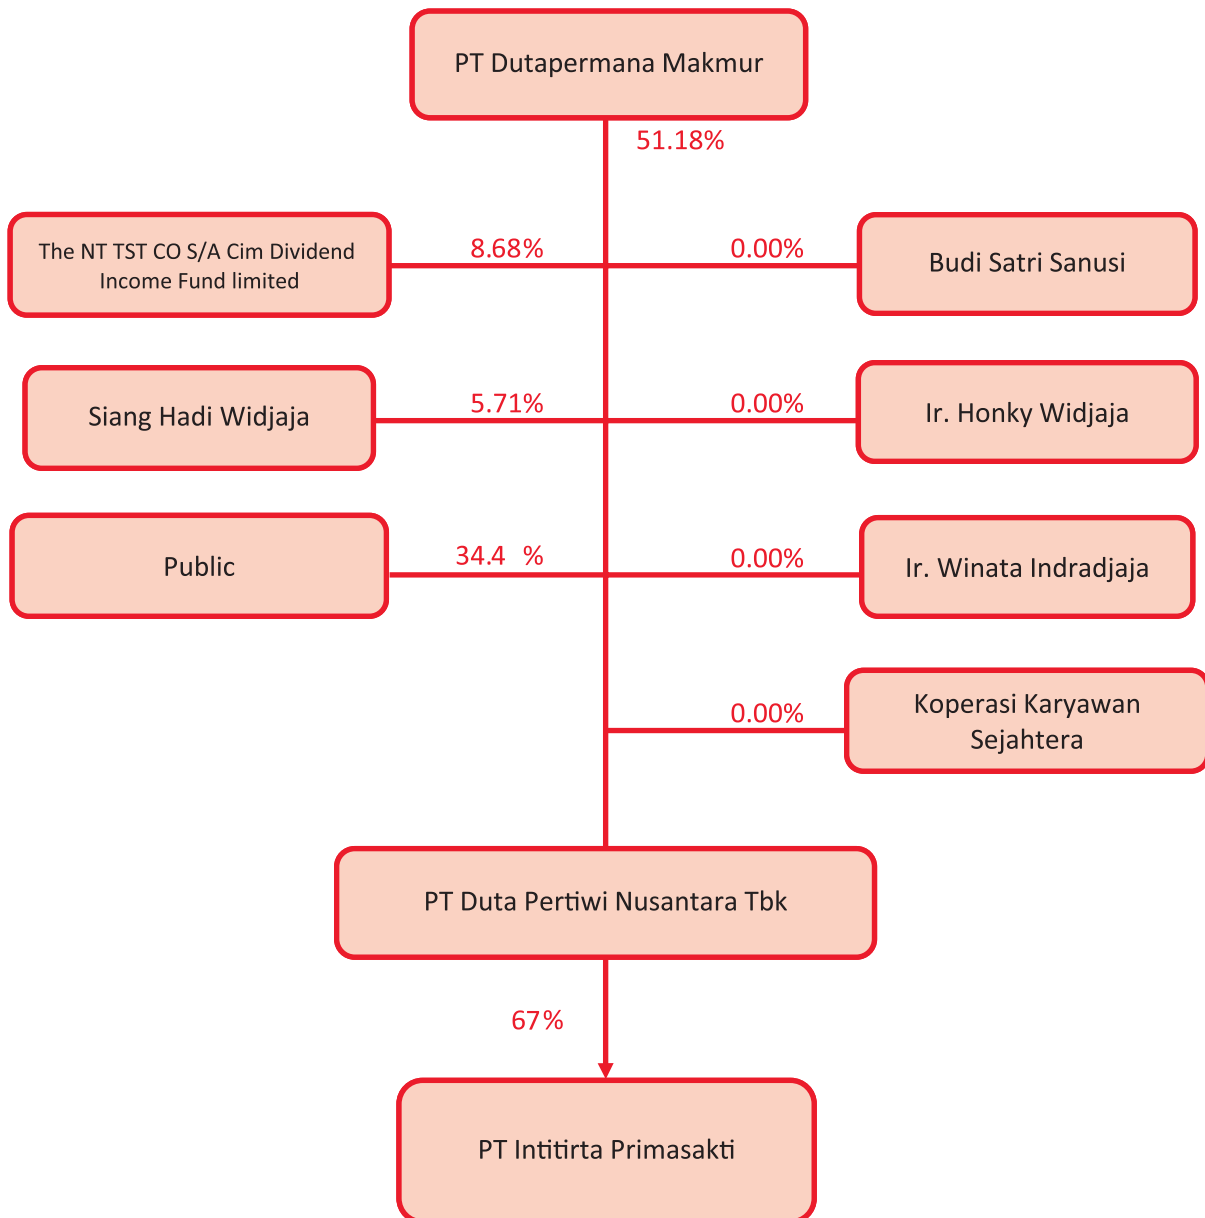 PT Dutapermana Makmur
51.18%
The NT TST CO S/A Cim Dividend
Income Fund limited
8.68%
0.00%
Budi Satri Sanusi
Siang Hadi Widjaja
5.71%
0.00%
Ir. Honky Widjaja
Public
34.4 %
0.00%
Ir. Winata Indradjaja
0.00%
Koperasi Karyawan
Sejahtera
PT Duta Pertiwi Nusantara Tbk
67%
PT Intitirta Primasakti